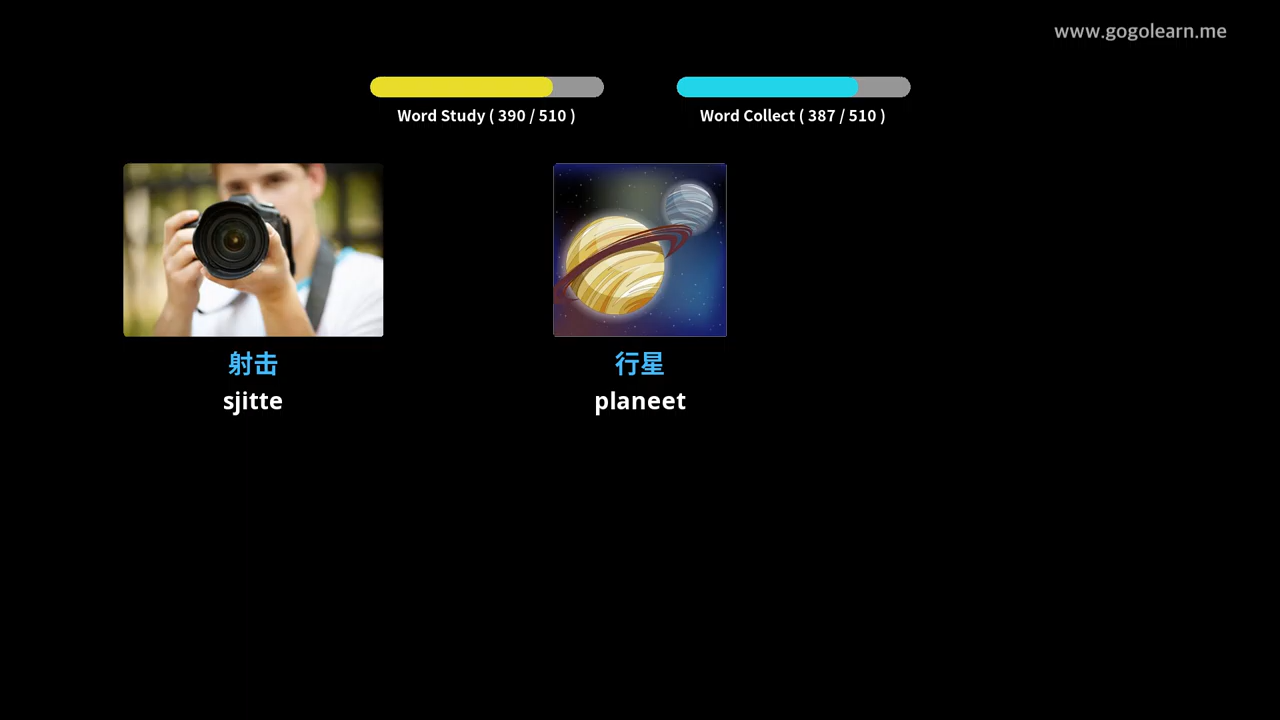 www.gogolearn.me
Word Study ( 390 / 510 )
Word Collect ( 387 / 510 )
射击
sjitte
行星
planeet